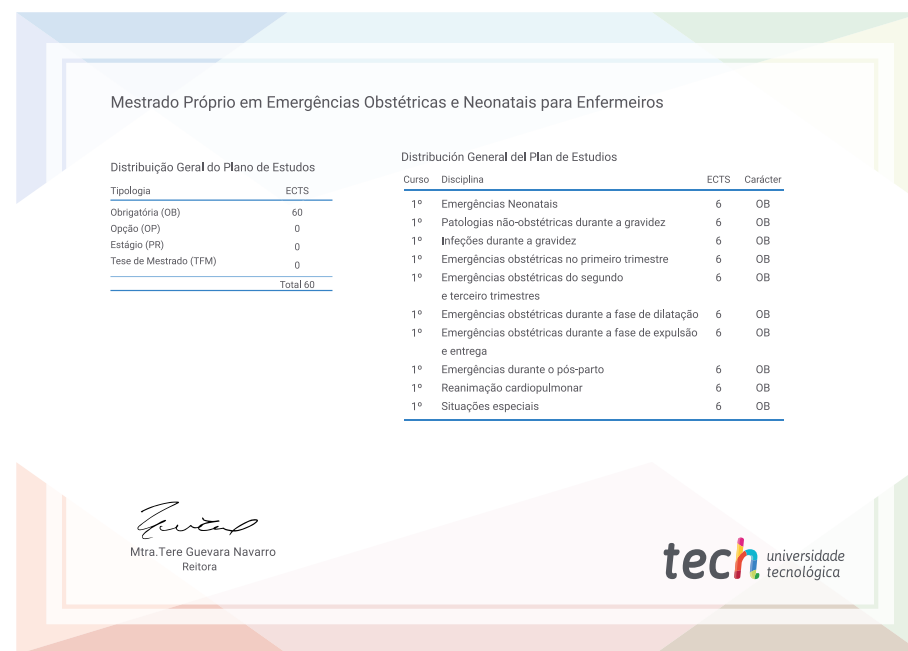 Mestrado Próprio em Emergências Obstétricas e Neonatais para Enfermeiros
Distribuição Geral do Plano de Estudos
Tipologia ECTS
Obrigatória (OB) 60
Opção (OP) 0
Estágio (PR) 0
Tese de Mestrado (TFM) 0
Total 60
Distribución General del Plan de Estudios
Curso Disciplina ECTS Carácter
1º Emergências Neonatais 6 OB
1º Patologias não-obstétricas durante a gravidez 6 OB
1º Infeções durante a gravidez 6 OB
1º Emergências obstétricas no primeiro trimestre 6 OB
1º Emergências obstétricas do segundo 6 OB
e terceiro trimestres
1º Emergências obstétricas durante a fase de dilatação 6 OB
1º Emergências obstétricas durante a fase de expulsão 6 OB
e entrega
1º Emergências durante o pós-parto 6 OB
1º Reanimação cardiopulmonar 6 OB
1º Situações especiais 6 OB
Mtra.Tere Guevara Navarro
Reitora
tech universidade
tecnológica